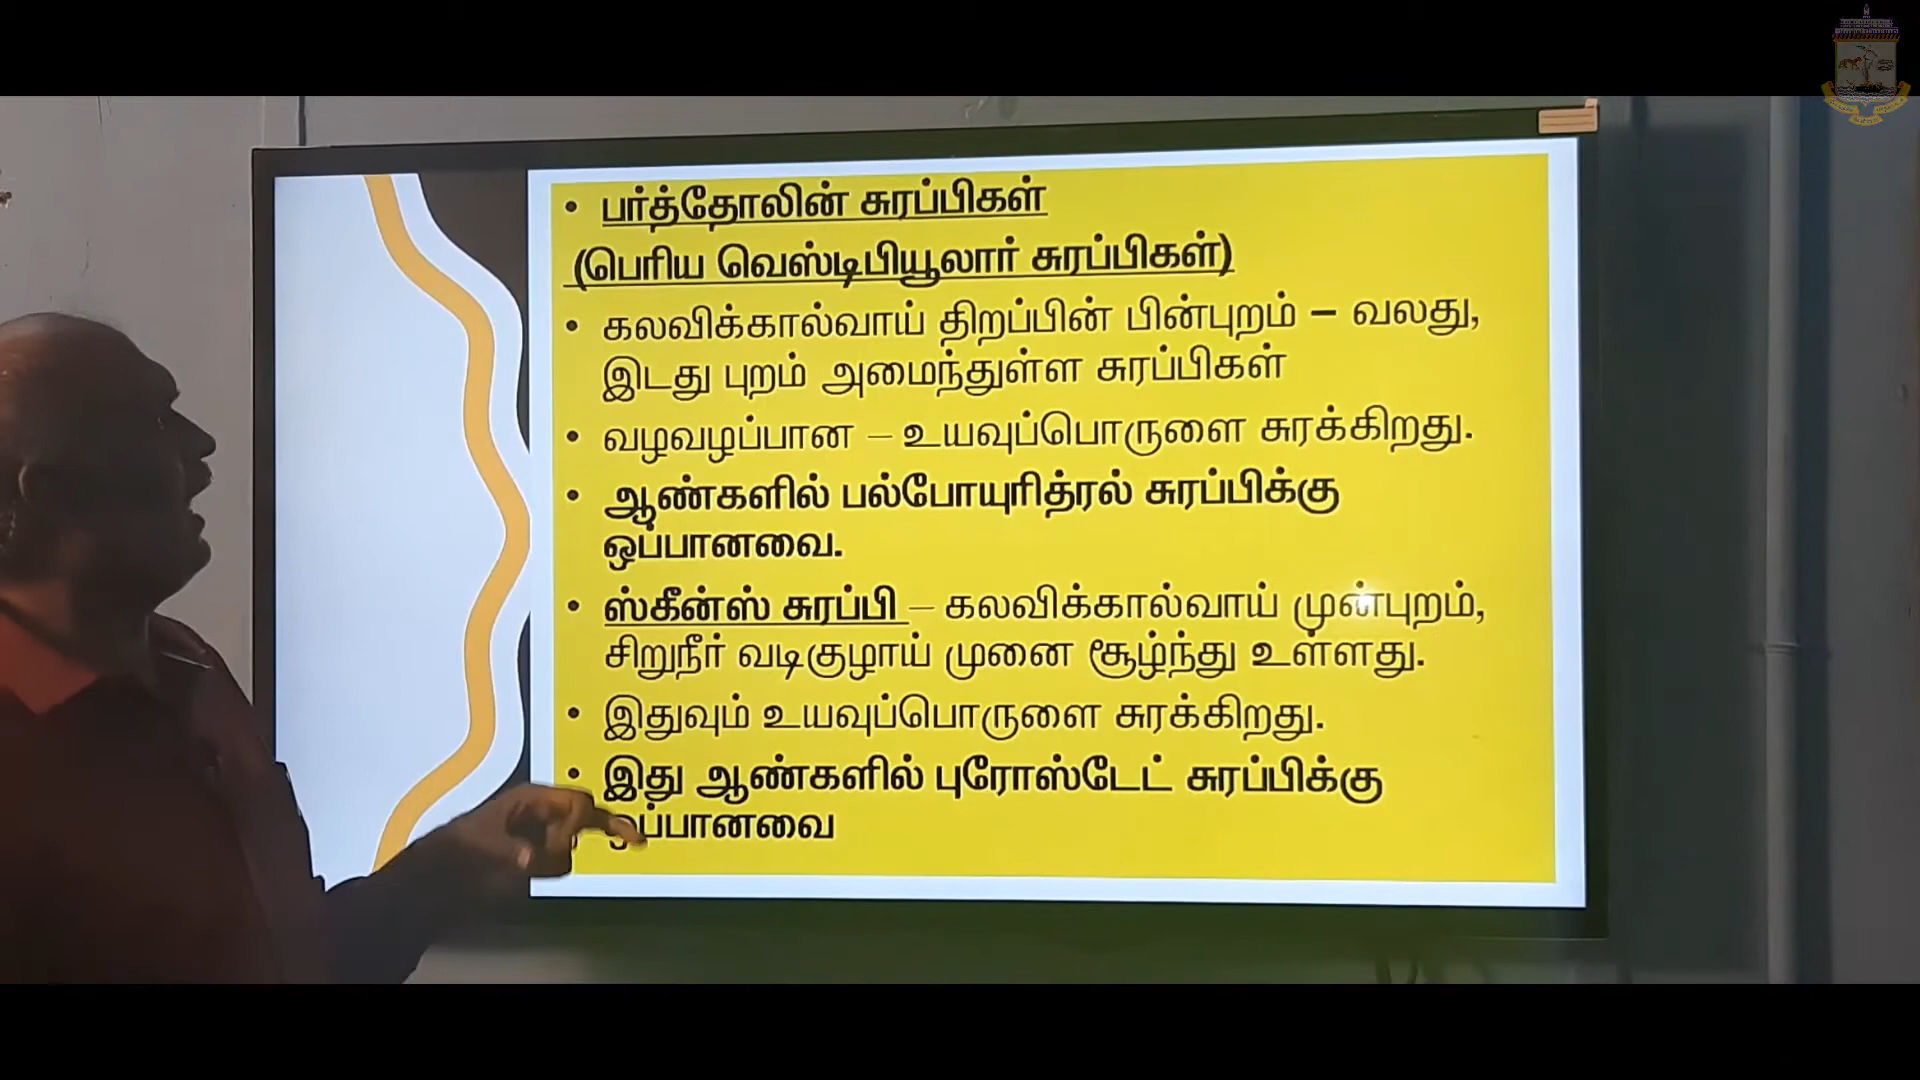 • பர்த்தோலின் சுரப்பிகள்
(பெரிய வெஸ்டிபியூலார் சுரப்பிகள்)
• கலவிக்கால்வாய் திறப்பின் பின்புறம் – வலது,
இடது புறம் அமைந்துள்ள சுரப்பிகள்
• வழவழப்பான – உயவுப்பொருளை சுரக்கிறது.
• ஆண்களில் பல்போயுரித்ரல் சுரப்பிக்கு
ஒப்பானவை.
• ஸ்கீன்ஸ் சுரப்பி – கலவிக்கால்வாய் முன்புறம்,
சிறுநீர் வடிகுழாய் முனை சூழ்ந்து உள்ளது.
• இதுவும் உயவுப்பொருளை சுரக்கிறது.
• இது ஆண்களில் புரோஸ்டேட் சுரப்பிக்கு
ஒப்பானவை